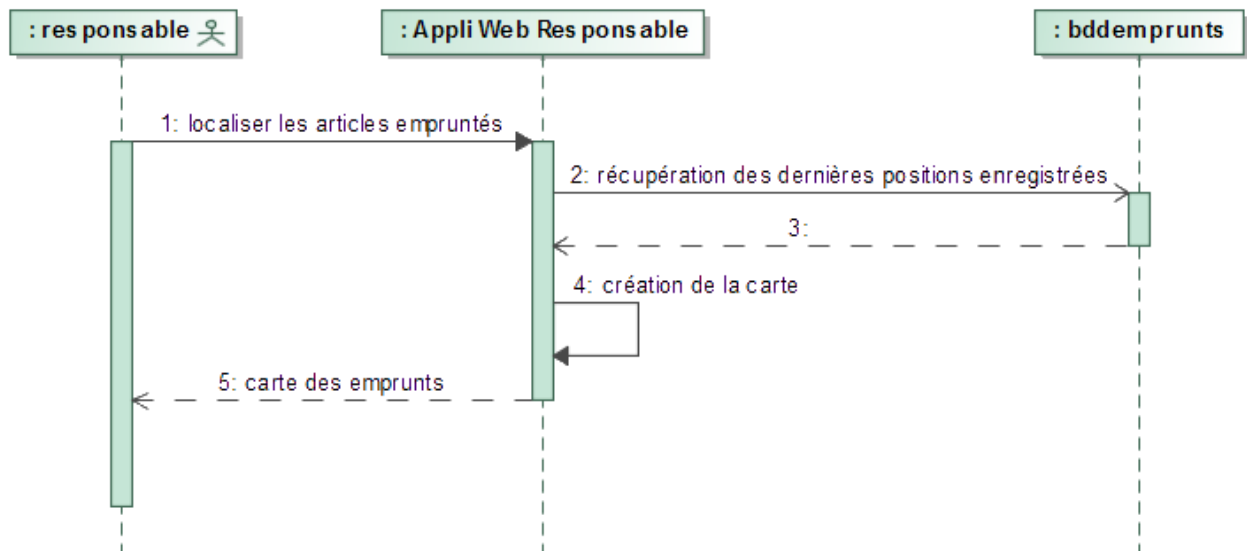 : responsable
: Appli Web Responsable
: bddemprunts
1: localiser les articles empruntés
2: récupération des dernières positions enregistrées
3:
4: création de la carte
5: carte des emprunts